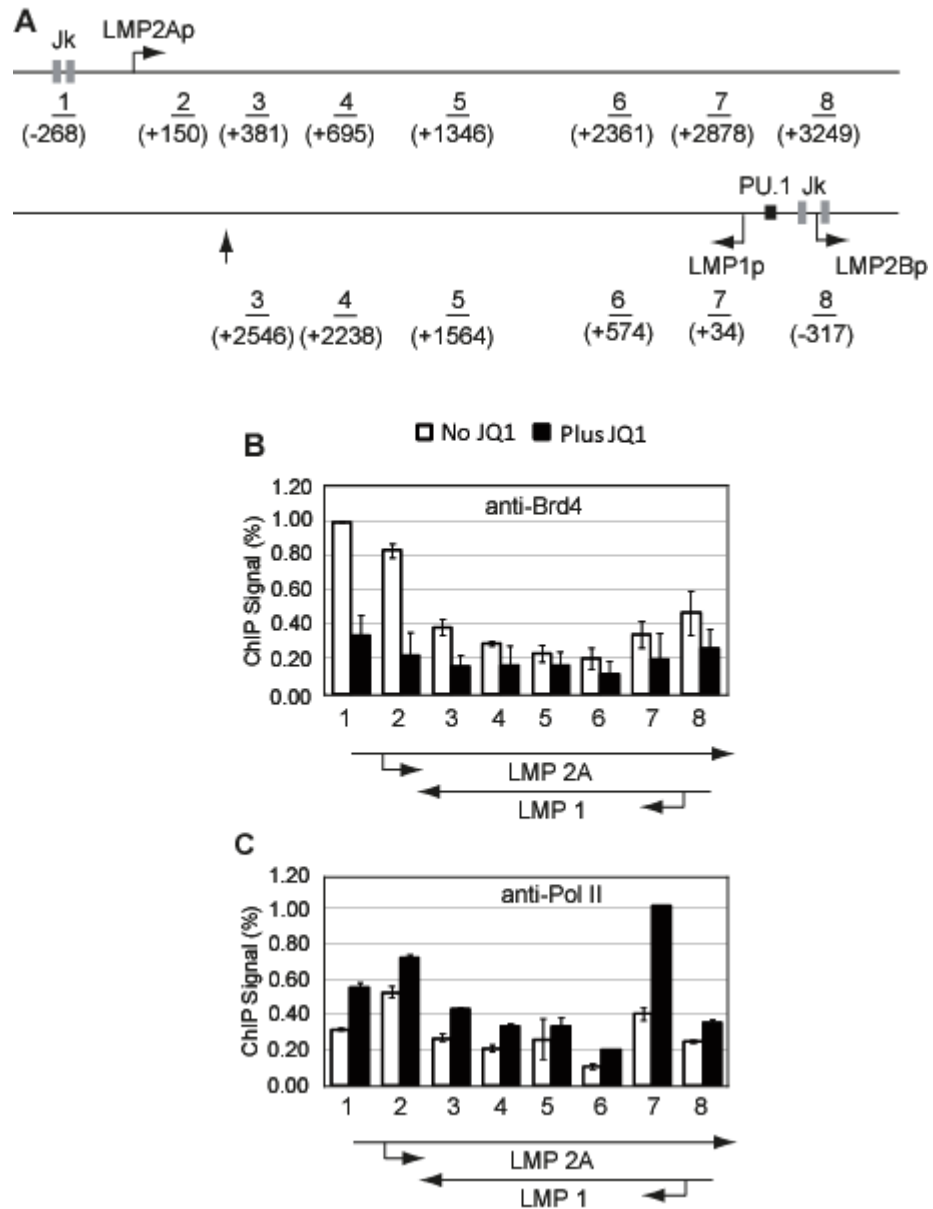 A
Jk
LMP2Ap
1 2 3 4 5 6 7 8
(-268) (+150) (+381) (+695) (+1346) (+2361) (+2878) (+3249)
PU.1 Jk
LMP1p LMP2Bp
3 4 5 6 7 8
(+2546) (+2238) (+1564) (+574) (+34) (-317)
No JQ1 Plus JQ1
B
anti-Brd4
ChIP Signal (%)
1.20
1.00
0.80
0.60
0.40
0.20
0.00
1 2 3 4 5 6 7 8
LMP 2A
LMP 1
C
anti-Pol II
ChIP Signal (%)
1.20
1.00
0.80
0.60
0.40
0.20
0.00
1 2 3 4 5 6 7 8
LMP 2A
LMP 1